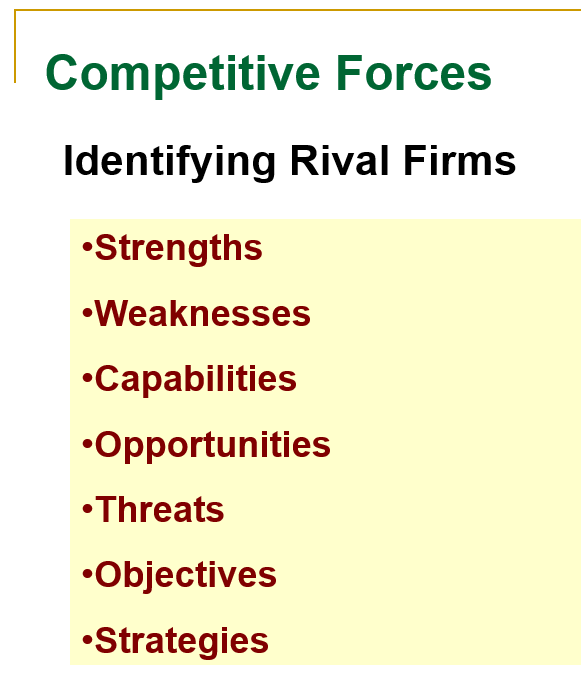 Competitive Forces
Identifying Rival Firms
•Strengths
•Weaknesses
•Capabilities
•Opportunities
•Threats
•Objectives
•Strategies